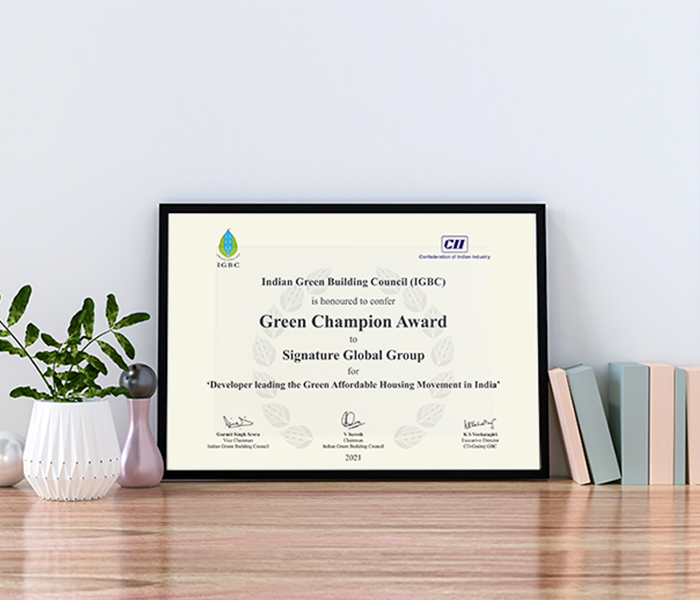 IGBC
CII
Confederation of Indian Industry
Indian Green Building Council (IGBC)
is honoured to confer
Green Champion Award
to
Signature Global Group
for
'Developer leading the Green Affordable Housing Movement in India'
Gurmit Singh Arora
Vice Chairman
Indian Green Building Council
V Suresh
Chairman
Indian Green Building Council
K S Venkatagiri
Executive Director
CII-Godrej GBC
2021